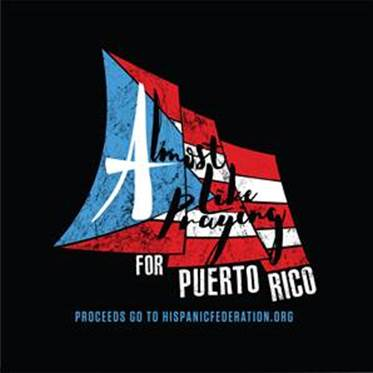 Almost
Like
Praying
FOR
PUERTO RICO
PROCEEDS GO TO HISPANICFEDERATION.ORG